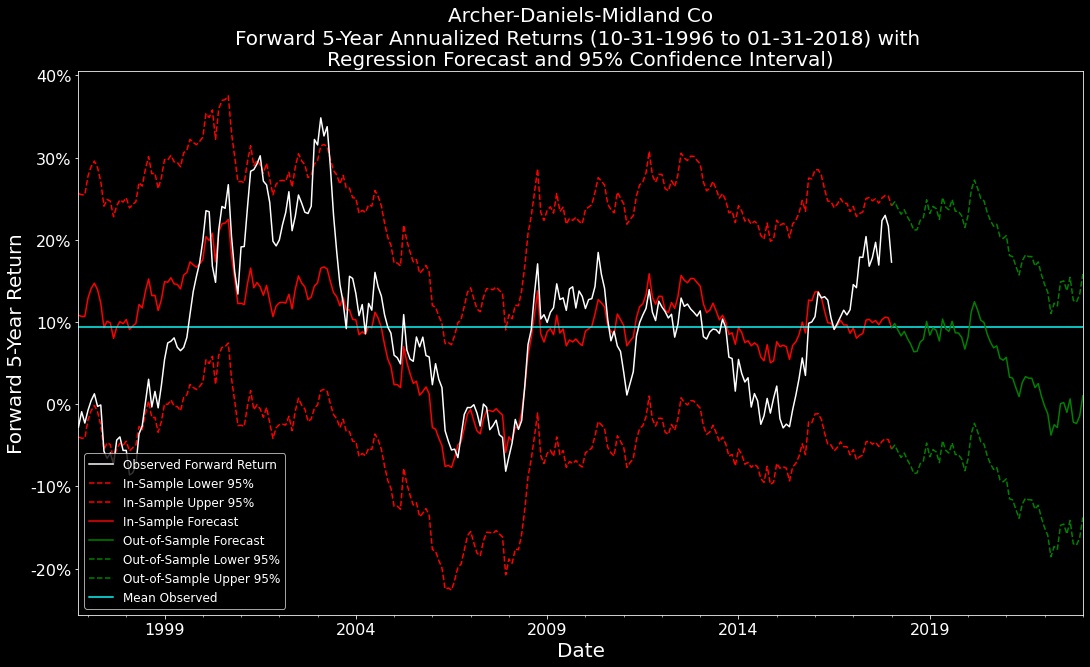 Archer-Daniels-Midland Co
Forward 5-Year Annualized Returns (10-31-1996 to 01-31-2018) with
Regression Forecast and 95% Confidence Interval)
40%
30%
20%
10%
0%
-10%
-20%
Forward 5-Year Return
Observed Forward Return
In-Sample Lower 95%
In-Sample Upper 95%
In-Sample Forecast
Out-of-Sample Forecast
Out-of-Sample Lower 95%
Out-of-Sample Upper 95%
Mean Observed
1999
2004
2009
2014
2019
Date